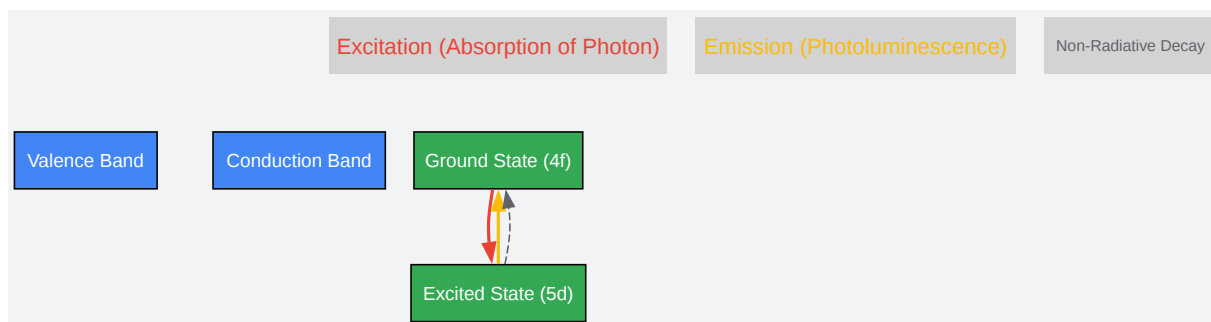 Excitation (Absorption of Photon)
Emission (Photoluminescence)
Non-Radiative Decay
Valence Band
Conduction Band
Ground State (4f)
Excited State (5d)